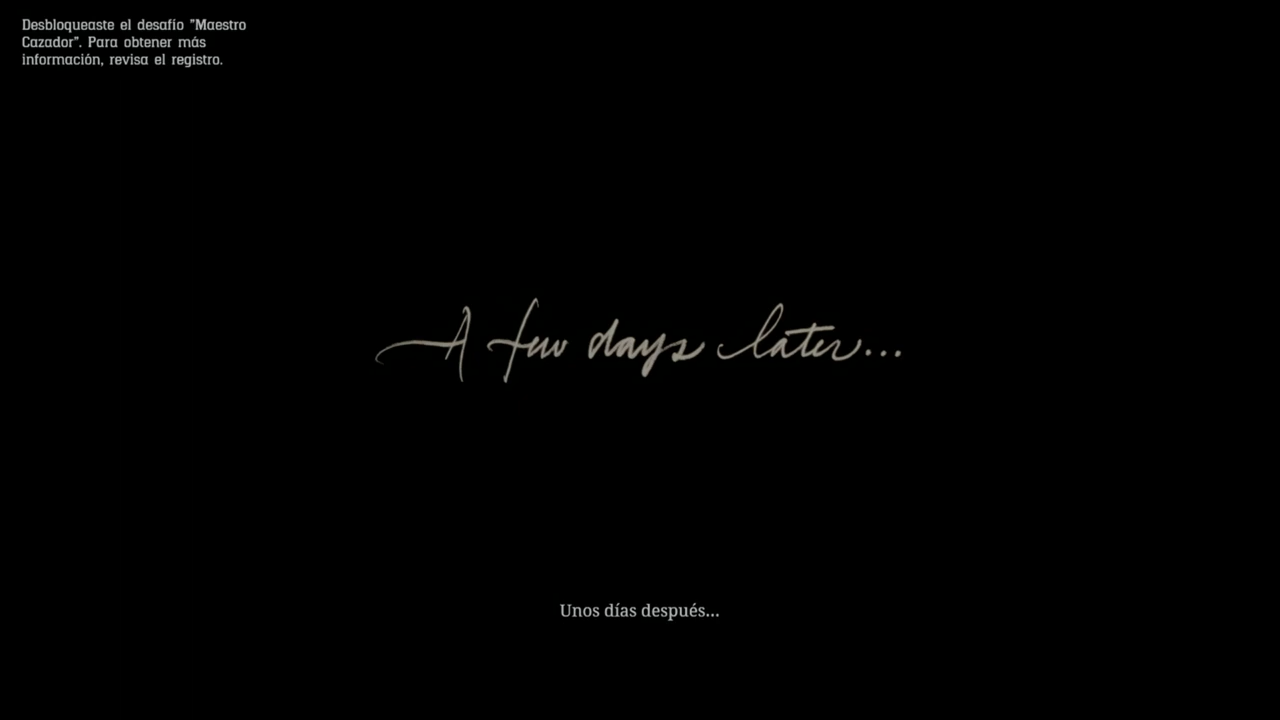 Desbloqueaste el desafío "Maestro
Cazador". Para obtener más
información, revisa el registro.
A few days later...
Unos días después...